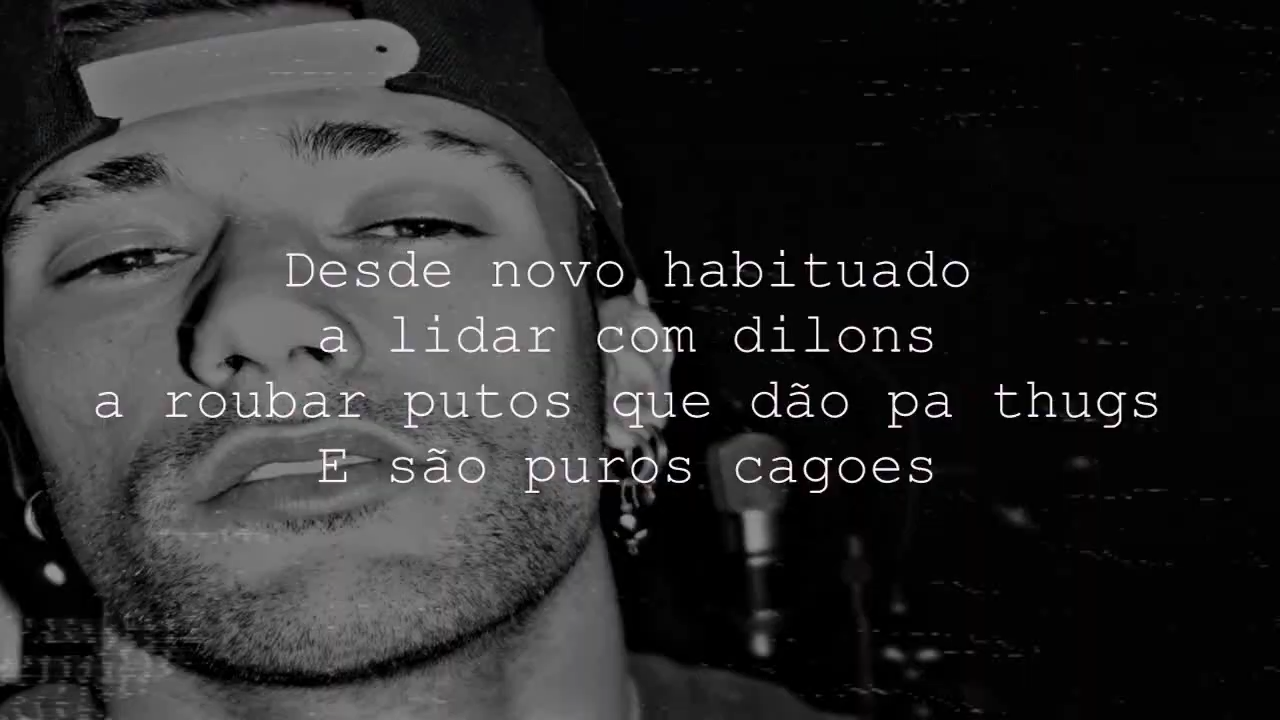 Desde novo habituado
a lidar com dilons
a roubar putos que dão pa thugs
E são puros cagoes